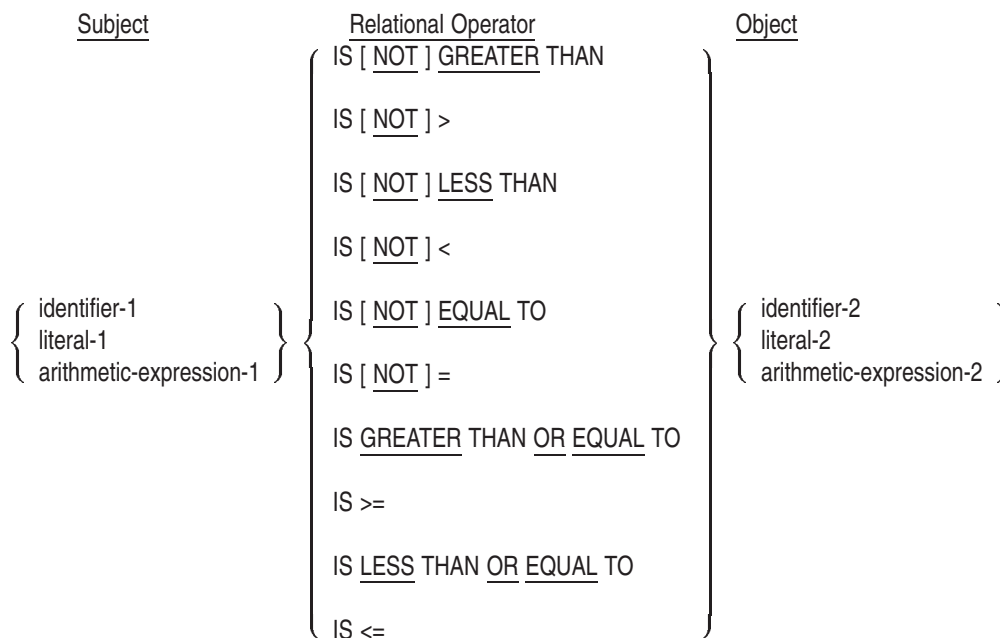 Subject Relational Operator Object
IS [ NOT ] GREATER THAN
IS [ NOT ] >
IS [ NOT ] LESS THAN
IS [ NOT ] <
identifier-1 IS [ NOT ] EQUAL TO identifier-2
literal-1 literal-2
arithmetic-expression-1 IS [ NOT ] = arithmetic-expression-2
IS GREATER THAN OR EQUAL TO
IS >=
IS LESS THAN OR EQUAL TO
IS <=